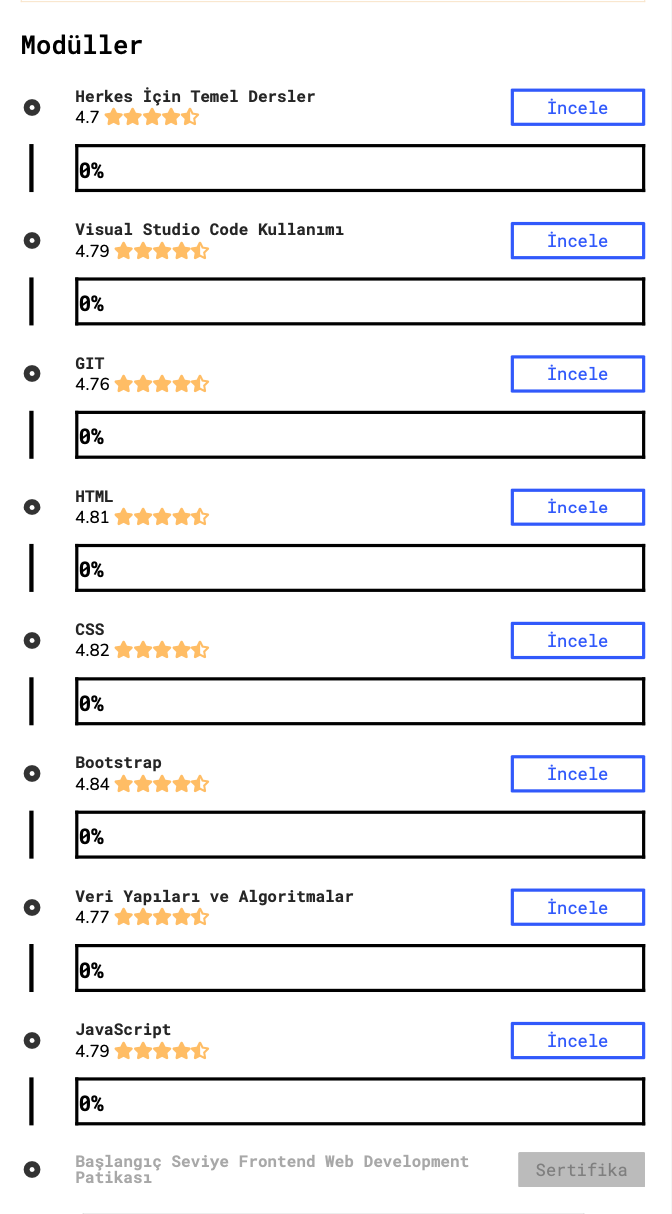 Modüller
Herkes İçin Temel Dersler
4.7
İncele
0%
Visual Studio Code Kullanımı
4.79
İncele
0%
GIT
4.76
İncele
0%
HTML
4.81
İncele
0%
CSS
4.82
İncele
0%
Bootstrap
4.84
İncele
0%
Veri Yapıları ve Algoritmalar
4.77
İncele
0%
JavaScript
4.79
İncele
0%
Başlangıç Seviye Frontend Web Development
Patikası
Sertifika